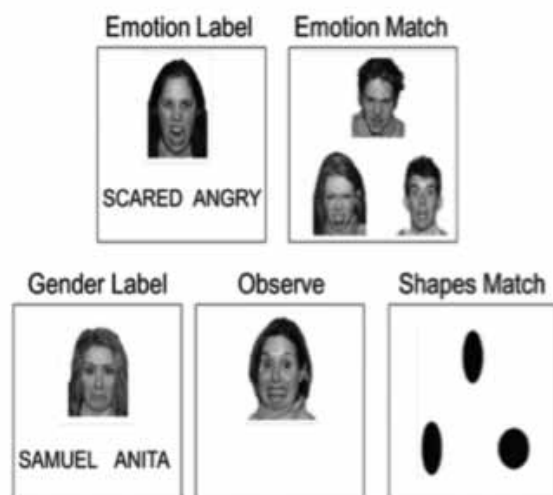 Emotion Label
Emotion Match
SCARED ANGRY
Gender Label
Observe
Shapes Match
SAMUEL ANITA